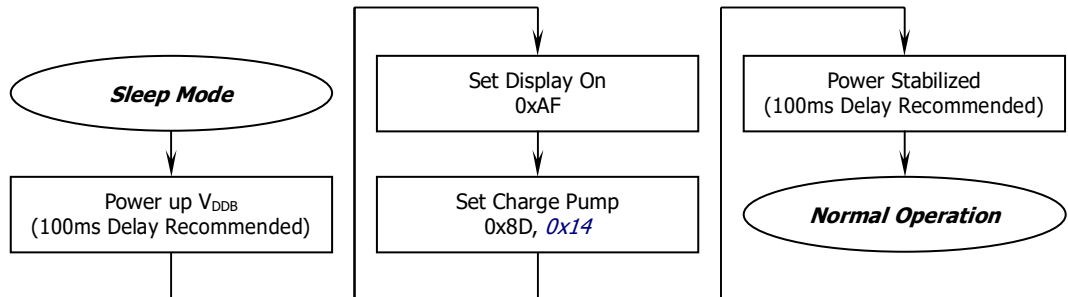 Sleep Mode
Power up VDDB
(100ms Delay Recommended)
Set Display On
0xAF
Set Charge Pump
0x8D, 0x14
Power Stabilized
(100ms Delay Recommended)
Normal Operation